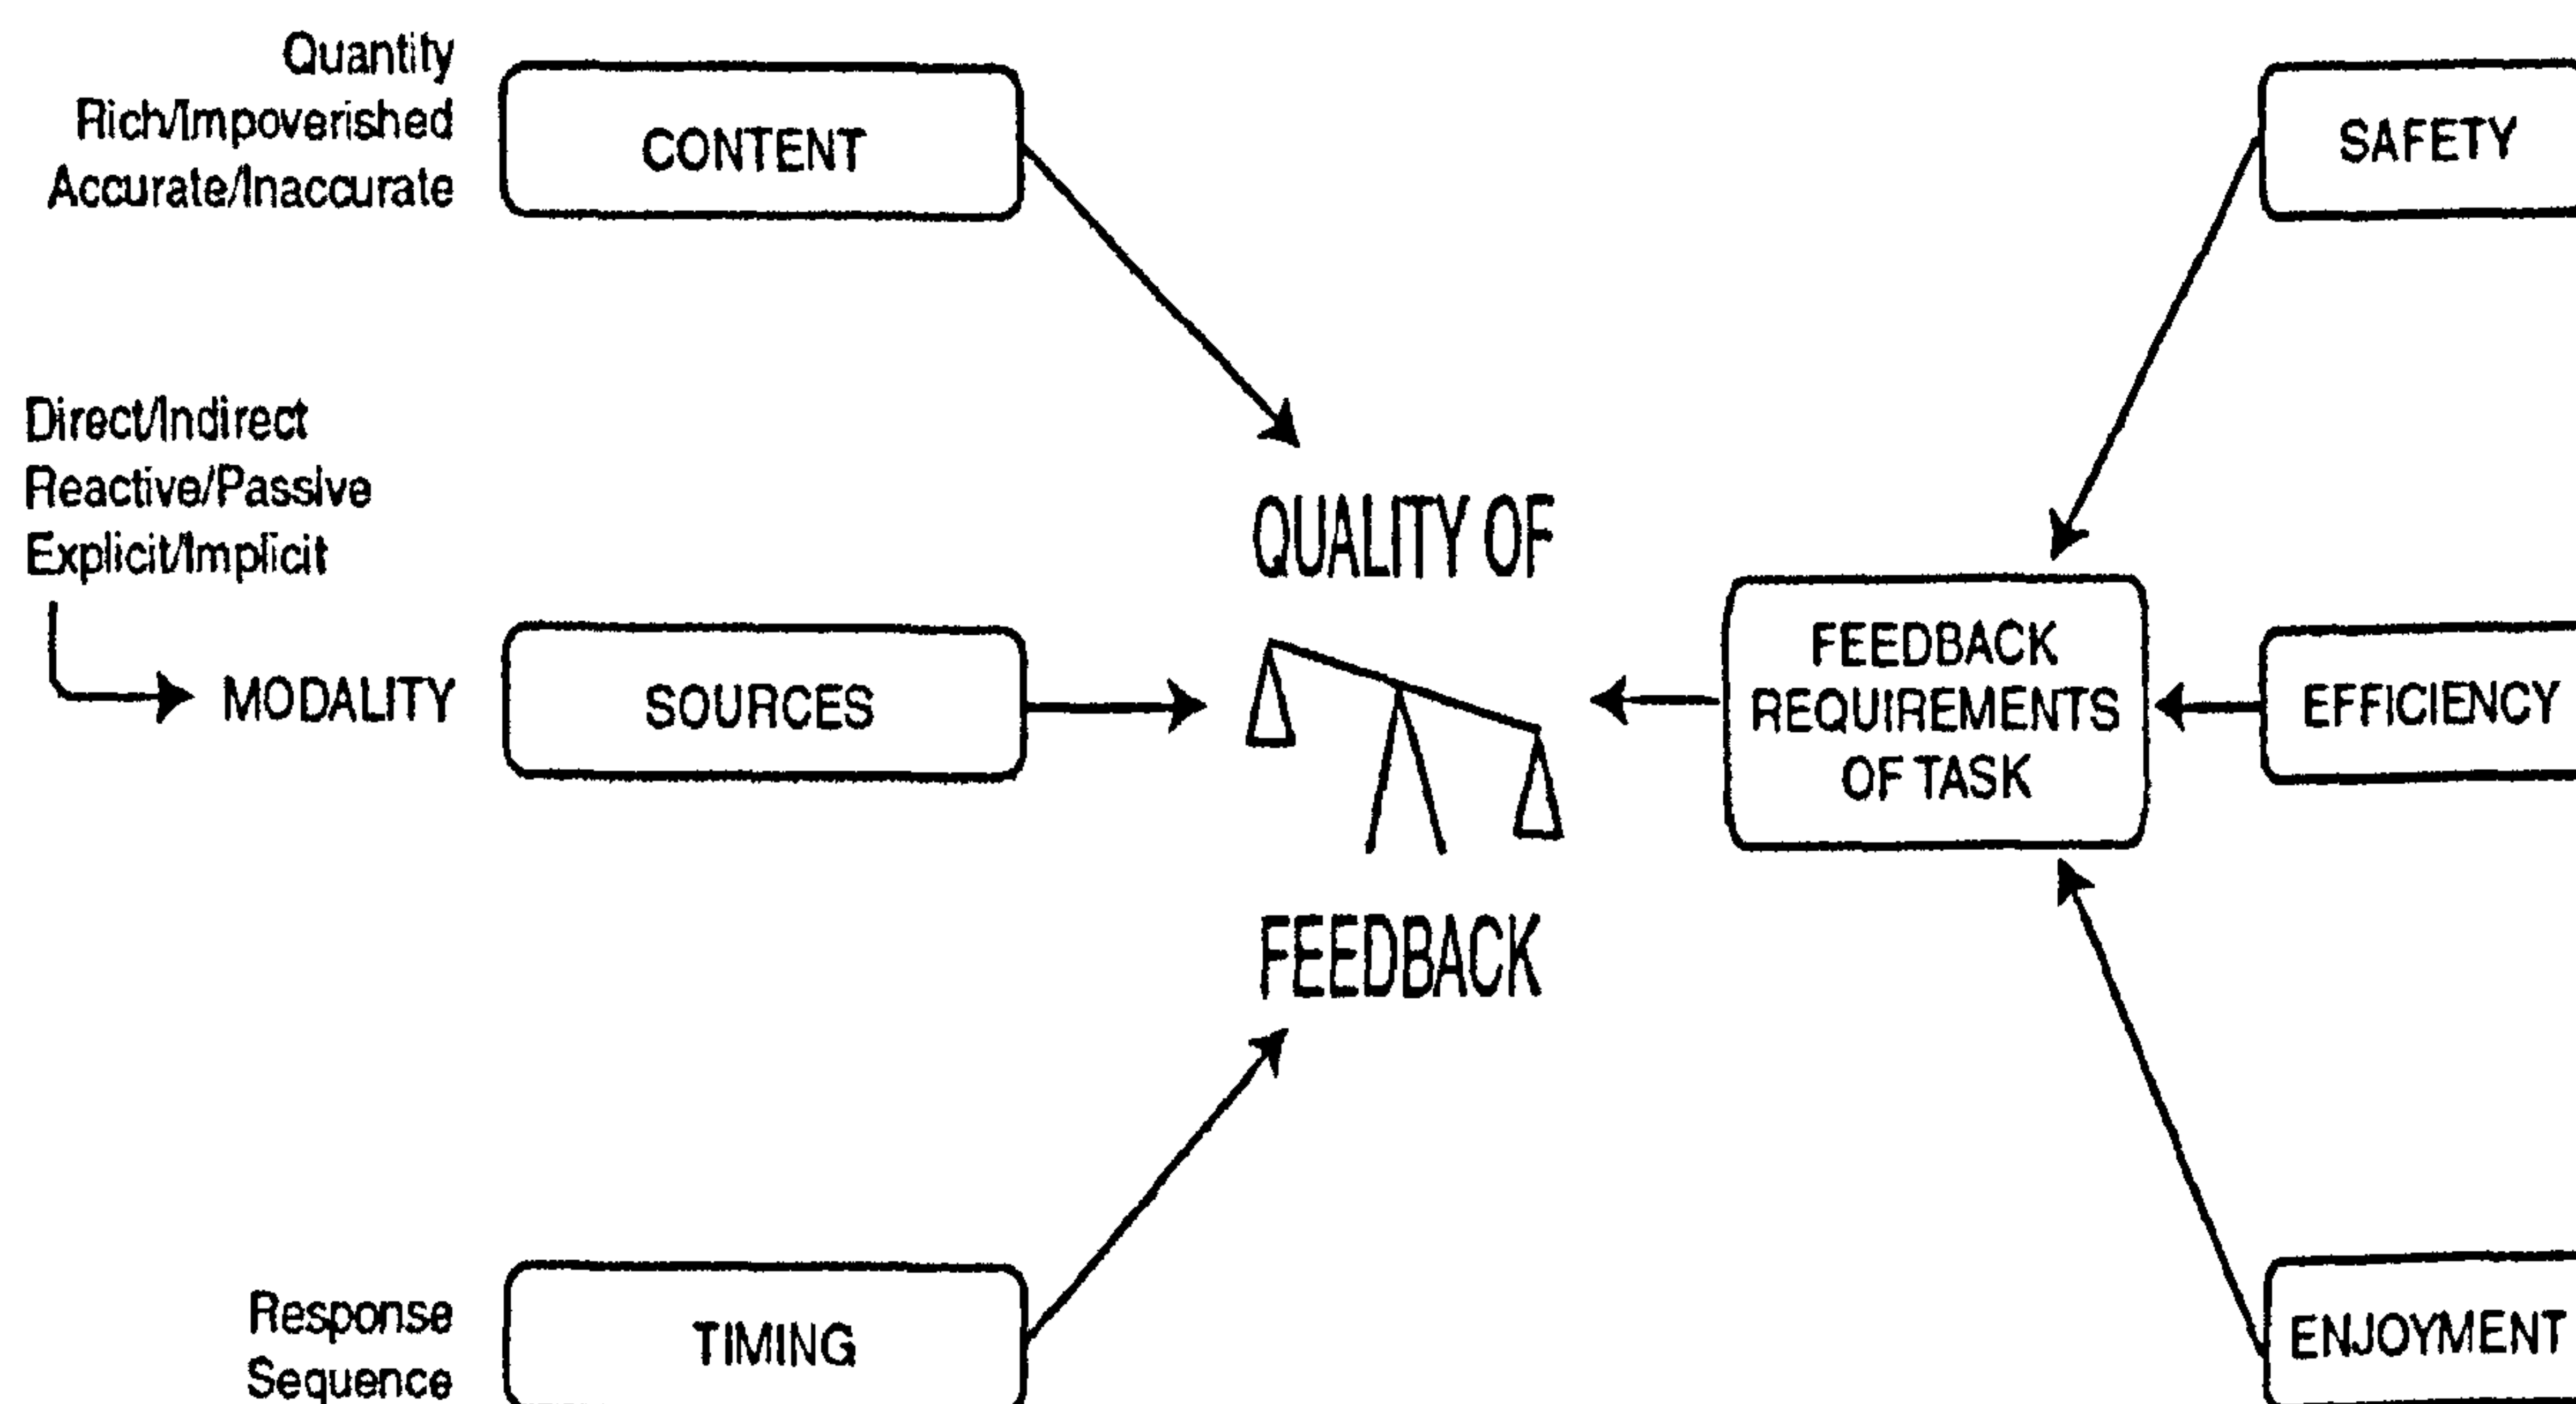 Quantity
Rich/Impoverished
Accurate/Inaccurate
CONTENT
SAFETY
Direct/Indirect
Reactive/Passive
Explicit/Implicit
MODALITY
SOURCES
QUALITY OF
FEEDBACK
FEEDBACK
REQUIREMENTS
OF TASK
EFFICIENCY
Response
Sequence
TIMING
ENJOYMENT